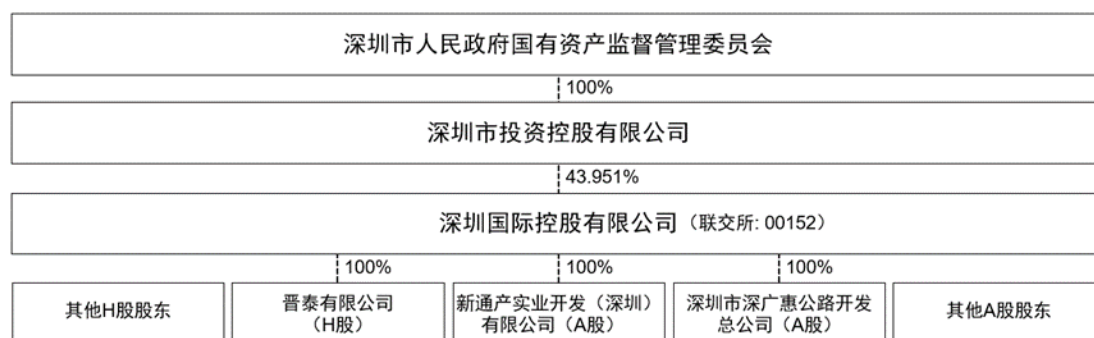 深圳市人民政府国有资产监督管理委员会
100%
深圳市投资控股有限公司
43.951%
深圳国际控股有限公司（联交所: 00152）
100%
100%
100%
其他H股股东
晋泰有限公司
（H股）
新通产实业开发（深圳）
有限公司（A股）
深圳市深广惠公路开发
总公司（A股）
其他A股股东